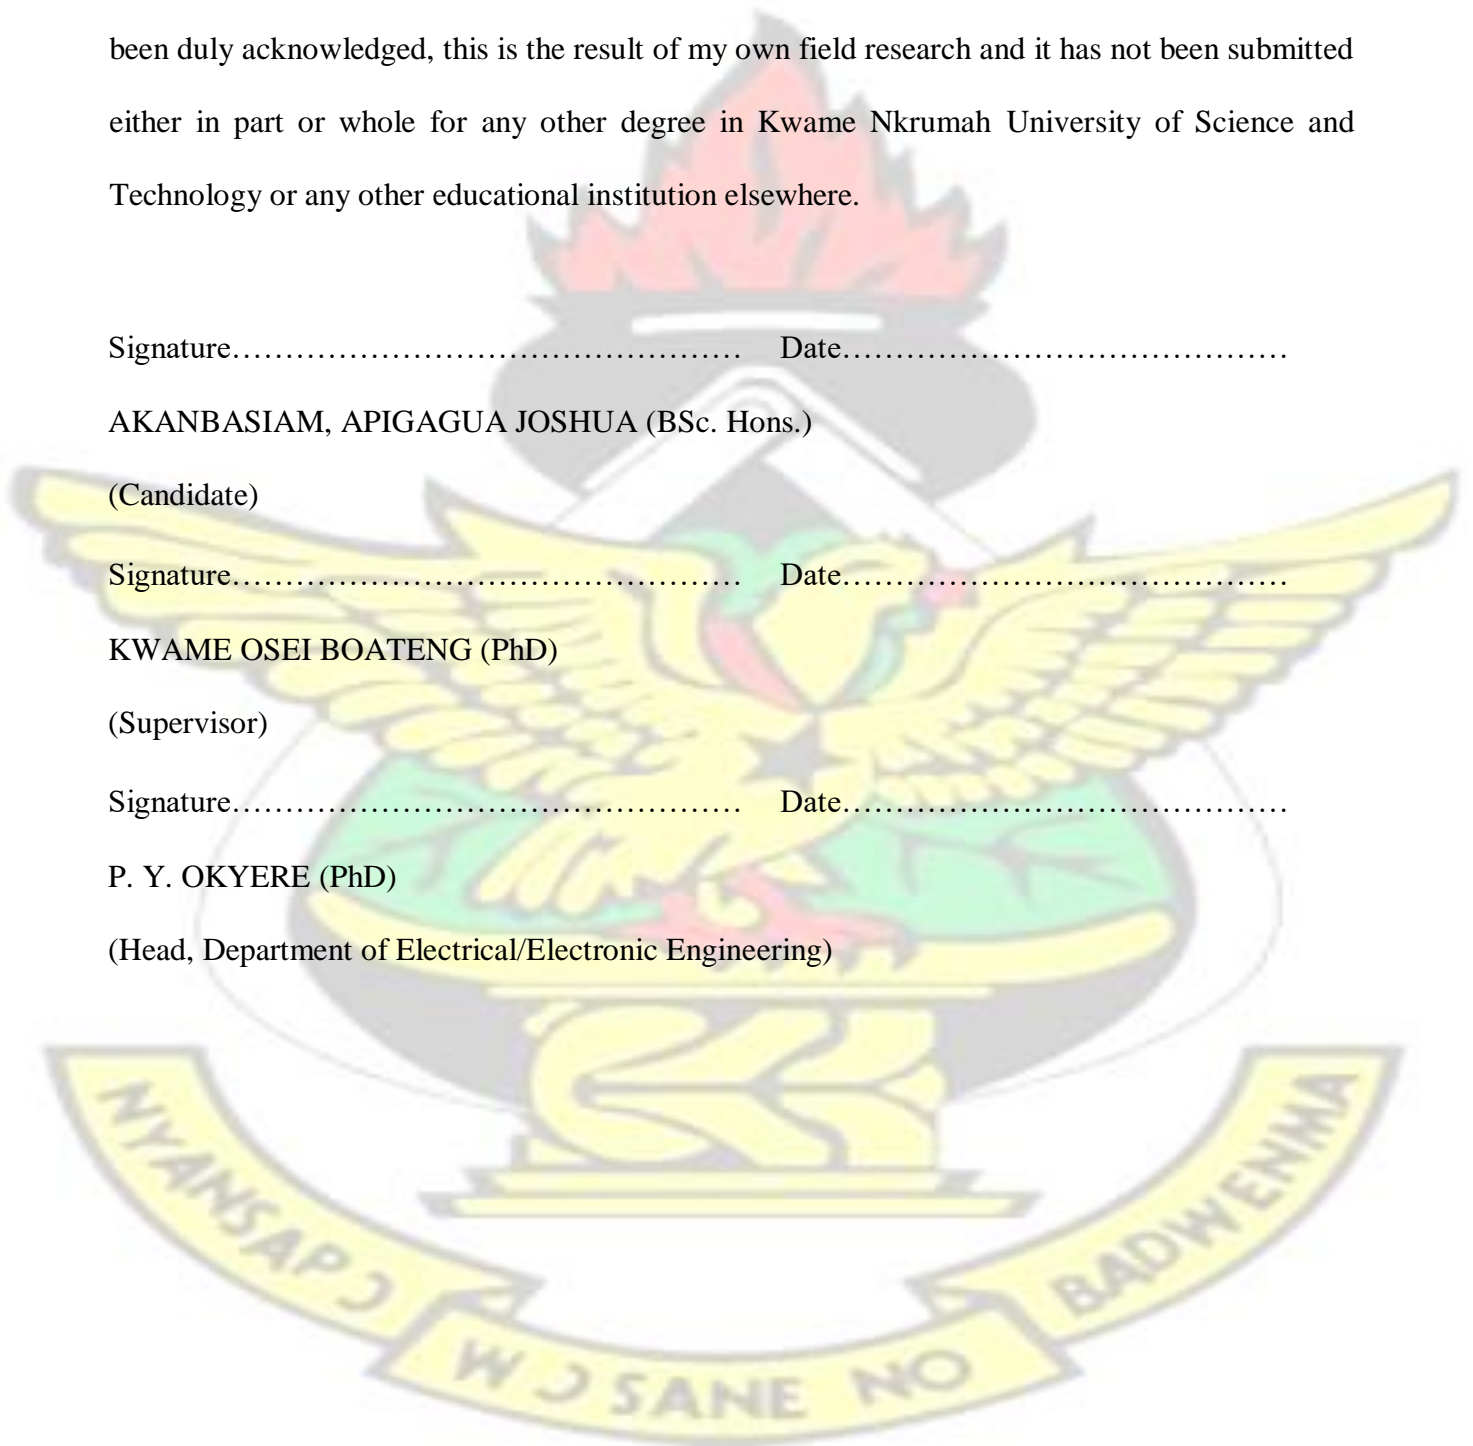 been duly acknowledged, this is the result of my own field research and it has not been submitted
either in part or whole for any other degree in Kwame Nkrumah University of Science and
Technology or any other educational institution elsewhere.
Signature………………………………………… Date……………………………………
AKANBASIAM, APIGAGUA JOSHUA (BSc. Hons.)
(Candidate)
Signature………………………………………… Date……………………………………
KWAME OSEI BOATENG (PhD)
(Supervisor)
Signature………………………………………… Date……………………………………
P. Y. OKYERE (PhD)
(Head, Department of Electrical/Electronic Engineering)
NYANSAPƆ
WƆ SANE NO
BADWENMA